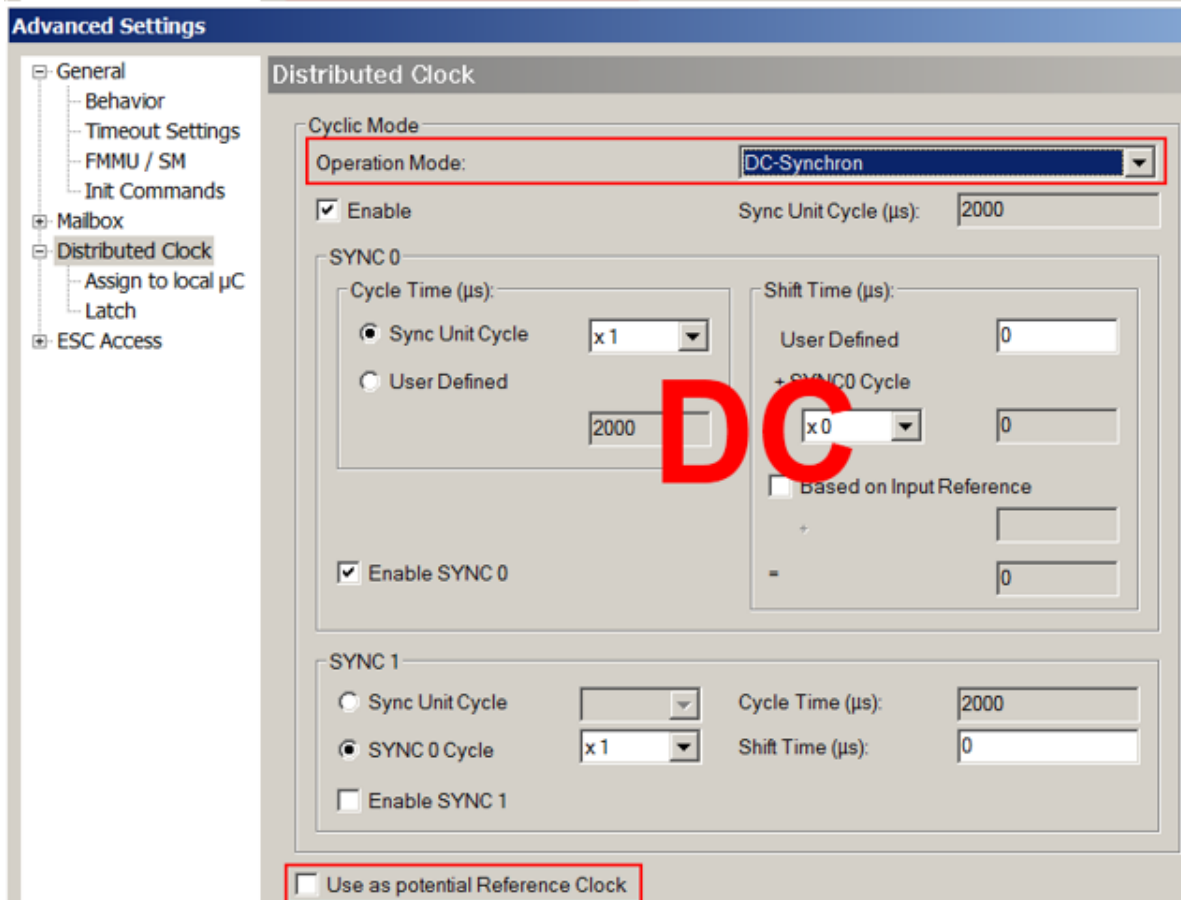 Advanced Settings
General
Behavior
Timeout Settings
FMMU / SM
Init Commands
Mailbox
Distributed Clock
Assign to local µC
Latch
ESC Access
Distributed Clock
Cyclic Mode
Operation Mode: DC-Synchron
Enable Sync Unit Cycle (µs): 2000
SYNC 0
Cycle Time (µs):
Sync Unit Cycle x 1
User Defined
2000
Enable SYNC 0
Shift Time (µs):
User Defined 0
+ SYNC0 Cycle
x 0 0
Based on Input Reference
+
= 0
DC
SYNC 1
Sync Unit Cycle Cycle Time (µs): 2000
SYNC 0 Cycle x 1 Shift Time (µs): 0
Enable SYNC 1
Use as potential Reference Clock